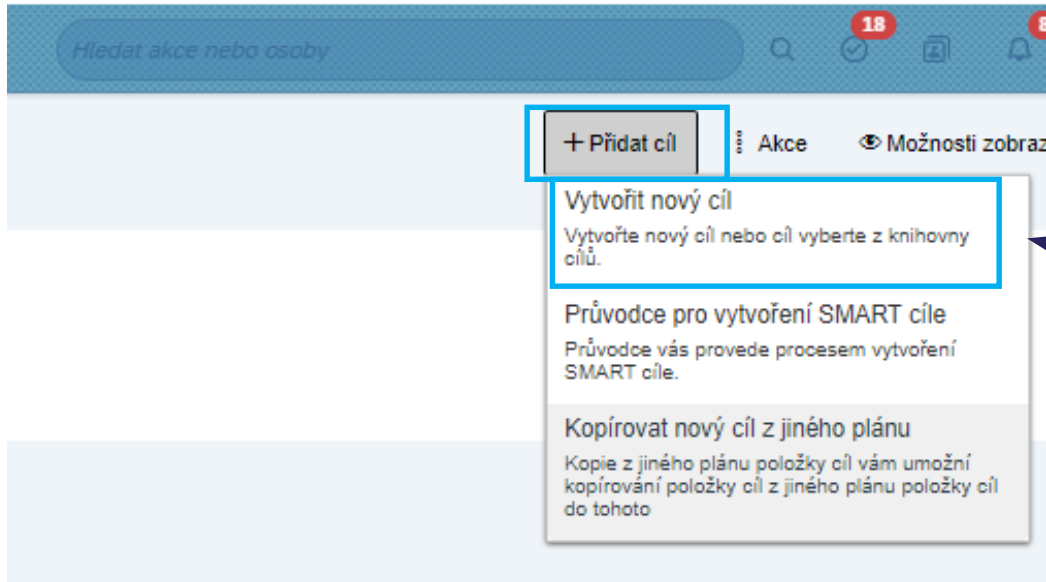 Hledat akce nebo osoby
18
8
+ Přidat cíl
Akce
Možnosti zobraz
Vytvořit nový cíl
Vytvořte nový cíl nebo cíl vyberte z knihovny
cílů.
Průvodce pro vytvoření SMART cíle
Průvodce vás provede procesem vytvoření
SMART cíle.
Kopírovat nový cíl z jiného plánu
Kopie z jiného plánu položky cíl vám umožní
kopírování položky cíl z jiného plánu položky cíl
do tohoto